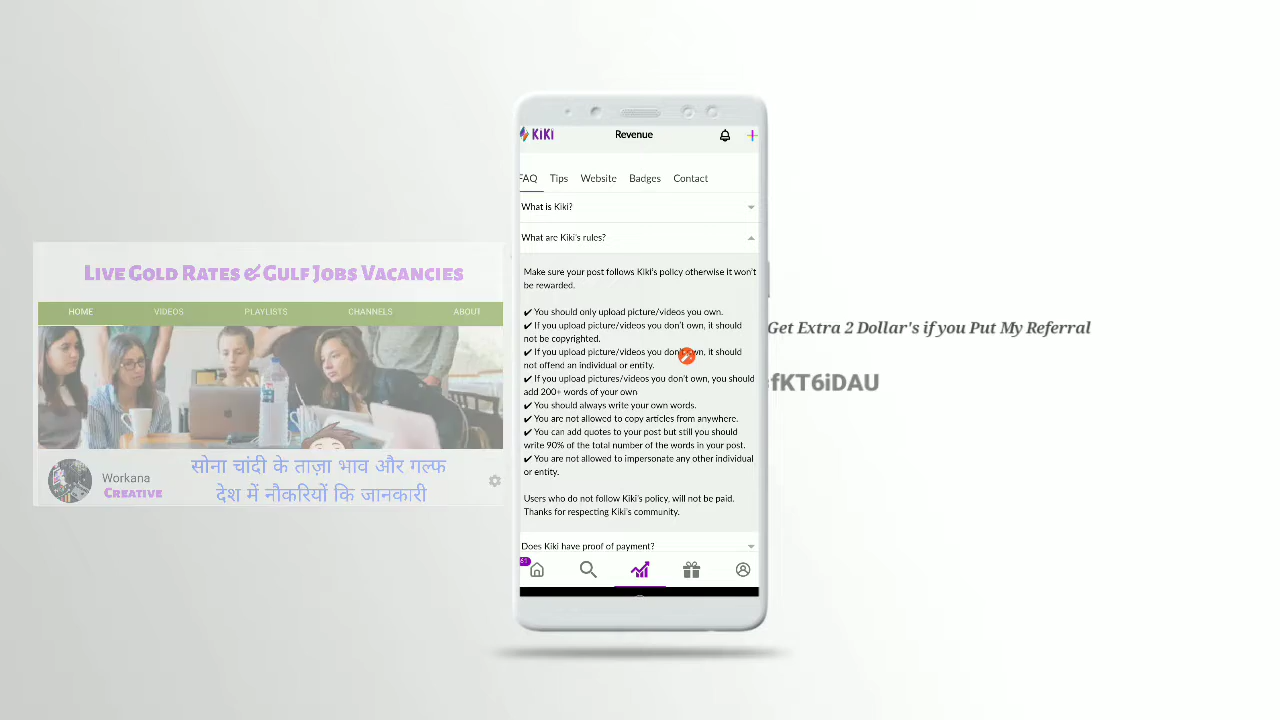 KiKi
Revenue
FAQ Tips Website Badges Contact
What is Kiki?
What are Kiki's rules?
Make sure your post follows Kiki's policy otherwise it won't
be rewarded.
✔ You should only upload picture/videos you own.
✔ If you upload picture/videos you don't own, it should
not be copyrighted.
✔ If you upload picture/videos you don't own, it should
not offend an individual or entity.
✔ If you upload pictures/videos you don't own, you should
add 200+ words of your own
✔ You should always write your own words.
✔ You are not allowed to copy articles from anywhere.
✔ You can add quotes to your post but still you should
write 90% of the total number of the words in your post.
✔ You are not allowed to impersonate any other individual
or entity.
Users who do not follow Kiki's policy, will not be paid.
Thanks for respecting Kiki's community.
Does Kiki have proof of payment?
Live Gold Rates & Gulf Jobs Vacancies
HOME VIDEOS PLAYLISTS CHANNELS ABOUT
Workana
Creative
सोना चांदी के ताज़ा भाव और गल्फ
देश में नौकरियों कि जानकारी
Get Extra 2 Dollar's if you Put My Referral
fKT6iDAU